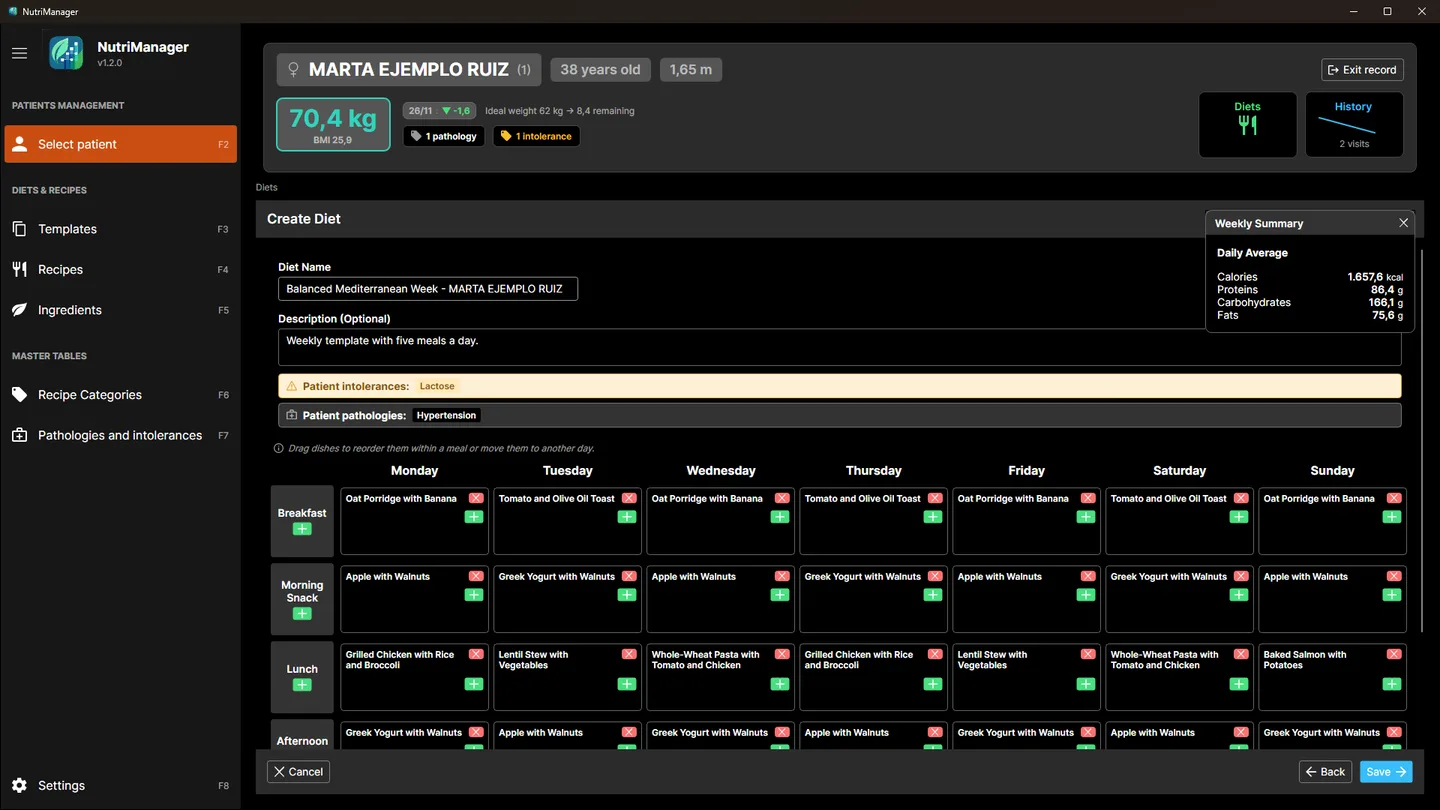 NutriManager
NutriManager
v1.2.0
PATIENTS MANAGEMENT
Select patient F2
DIETS & RECIPES
Templates F3
Recipes F4
Ingredients F5
MASTER TABLES
Recipe Categories F6
Pathologies and intolerances F7
Settings F8
MARTA EJEMPLO RUIZ (1) 38 years old 1,65 m
Exit record
70,4 kg
BMI 25,9
26/11 ▼ -1,6 Ideal weight 62 kg → 8,4 remaining
1 pathology 1 intolerance
Diets
History
2 visits
Diets
Create Diet
Weekly Summary
Daily Average
Calories 1.657,6 kcal
Proteins 86,4 g
Carbohydrates 166,1 g
Fats 75,6 g
Diet Name
Balanced Mediterranean Week - MARTA EJEMPLO RUIZ
Description (Optional)
Weekly template with five meals a day.
Patient intolerances: Lactose
Patient pathologies: Hypertension
Drag dishes to reorder them within a meal or move them to another day.
Monday Tuesday Wednesday Thursday Friday Saturday Sunday
Breakfast
Oat Porridge with Banana
Tomato and Olive Oil Toast
Oat Porridge with Banana
Tomato and Olive Oil Toast
Oat Porridge with Banana
Tomato and Olive Oil Toast
Oat Porridge with Banana
Morning
Snack
Apple with Walnuts
Greek Yogurt with Walnuts
Apple with Walnuts
Greek Yogurt with Walnuts
Apple with Walnuts
Greek Yogurt with Walnuts
Apple with Walnuts
Lunch
Grilled Chicken with Rice
and Broccoli
Lentil Stew with
Vegetables
Whole-Wheat Pasta with
Tomato and Chicken
Grilled Chicken with Rice
and Broccoli
Lentil Stew with
Vegetables
Whole-Wheat Pasta with
Tomato and Chicken
Baked Salmon with
Potatoes
Afternoon
Greek Yogurt with Walnuts
Apple with Walnuts
Greek Yogurt with Walnuts
Apple with Walnuts
Greek Yogurt with Walnuts
Apple with Walnuts
Greek Yogurt with Walnuts
Cancel
Back
Save